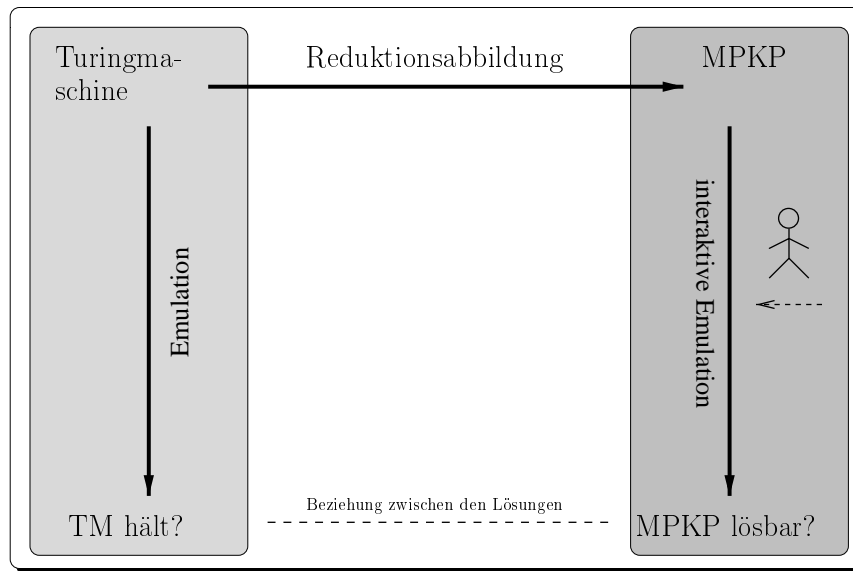 Turingma-
schine
Reduktionsabbildung
MPKP
Emulation
interaktive Emulation
Beziehung zwischen den Lösungen
TM hält?
MPKP lösbar?